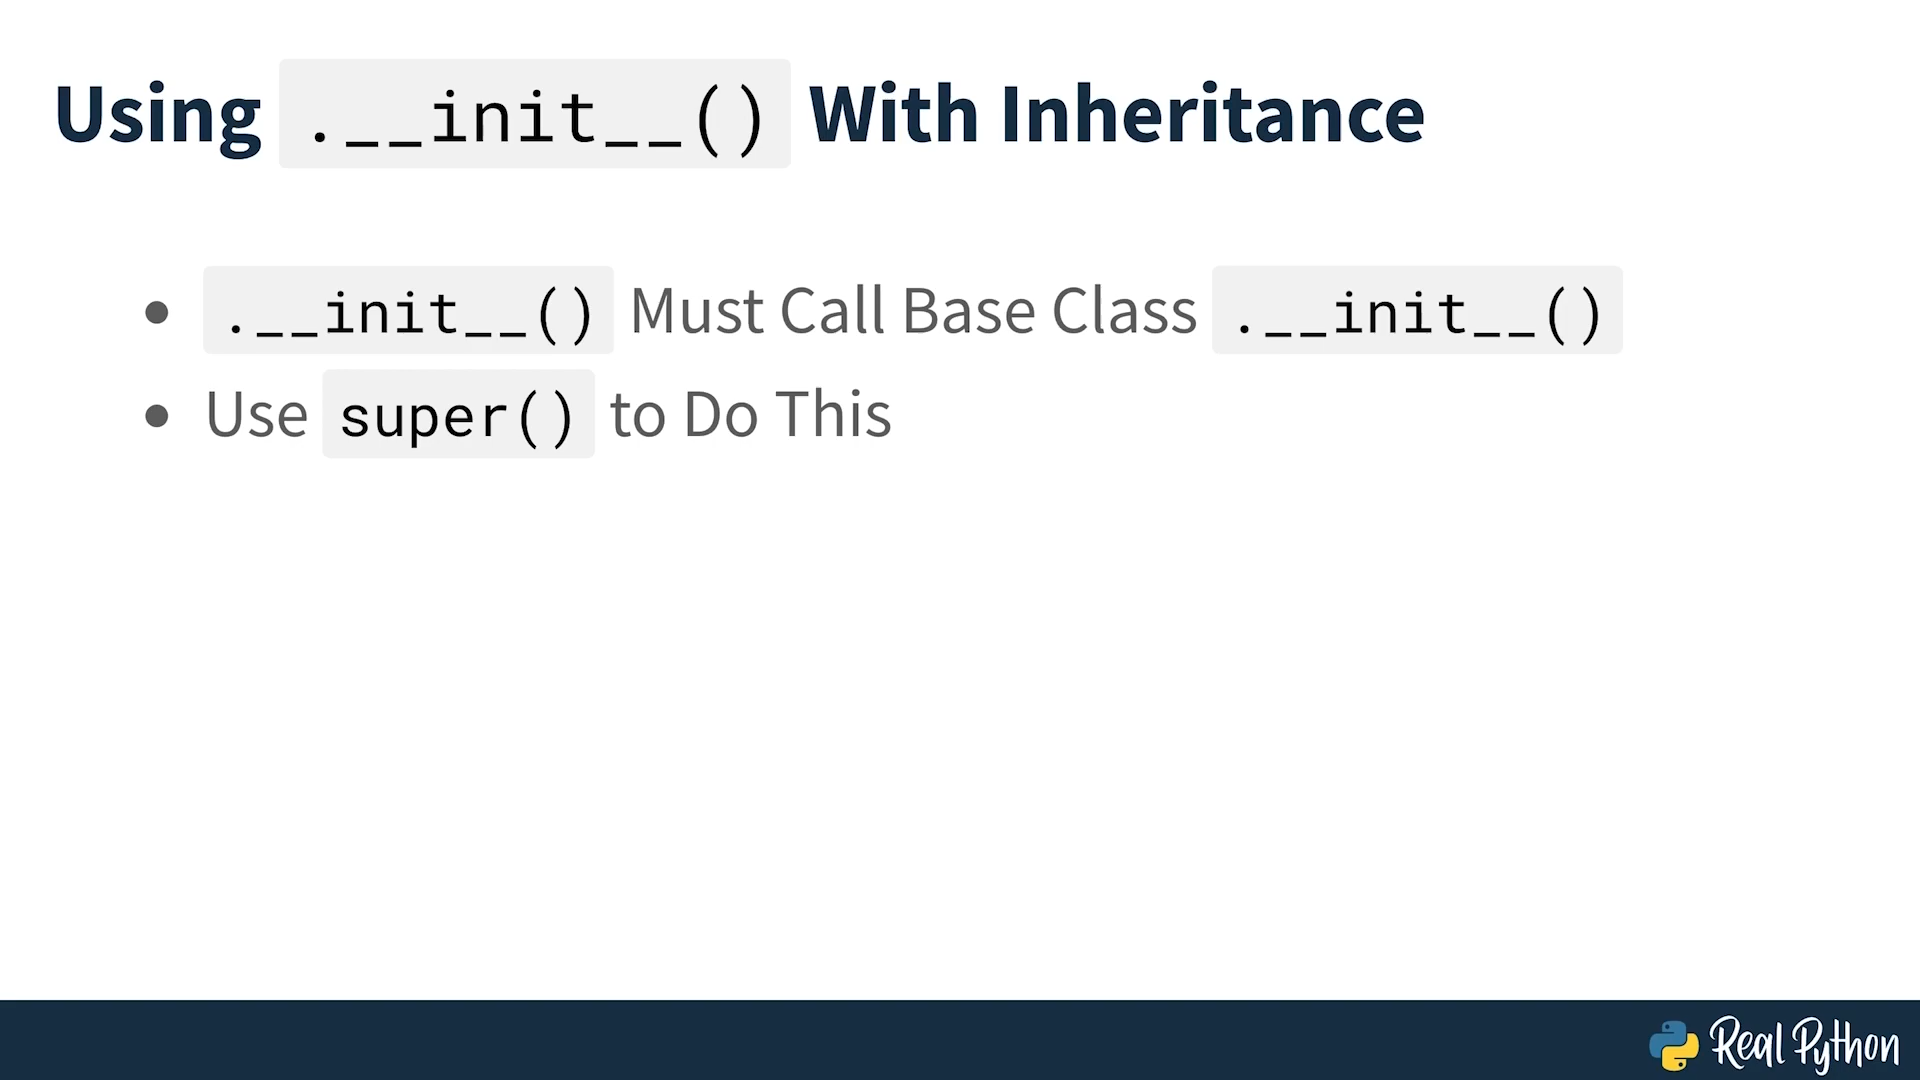 Using .__init__() With Inheritance
• .__init__() Must Call Base Class .__init__()
• Use super() to Do This
Real Python